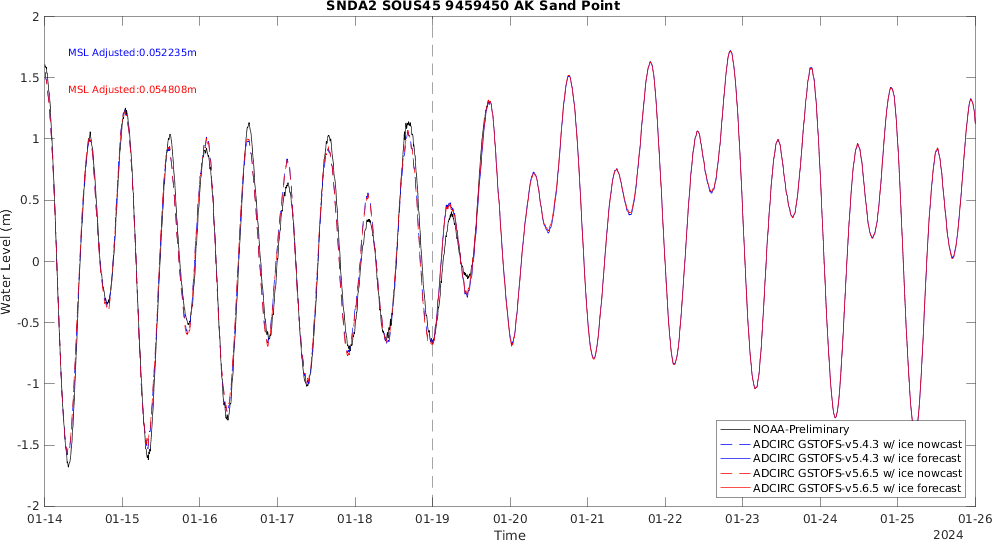 SNDA2 SOUS45 9459450 AK Sand Point
2
1.5
1
0.5
0
-0.5
-1
-1.5
-2
Water Level (m)
MSL Adjusted:0.052235m
MSL Adjusted:0.054808m
NOAA-Preliminary
ADCIRC GSTOFS-v5.4.3 w/ ice nowcast
ADCIRC GSTOFS-v5.4.3 w/ ice forecast
ADCIRC GSTOFS-v5.6.5 w/ ice nowcast
ADCIRC GSTOFS-v5.6.5 w/ ice forecast
01-14 01-15 01-16 01-17 01-18 01-19 01-20 01-21 01-22 01-23 01-24 01-25 01-26
Time
2024